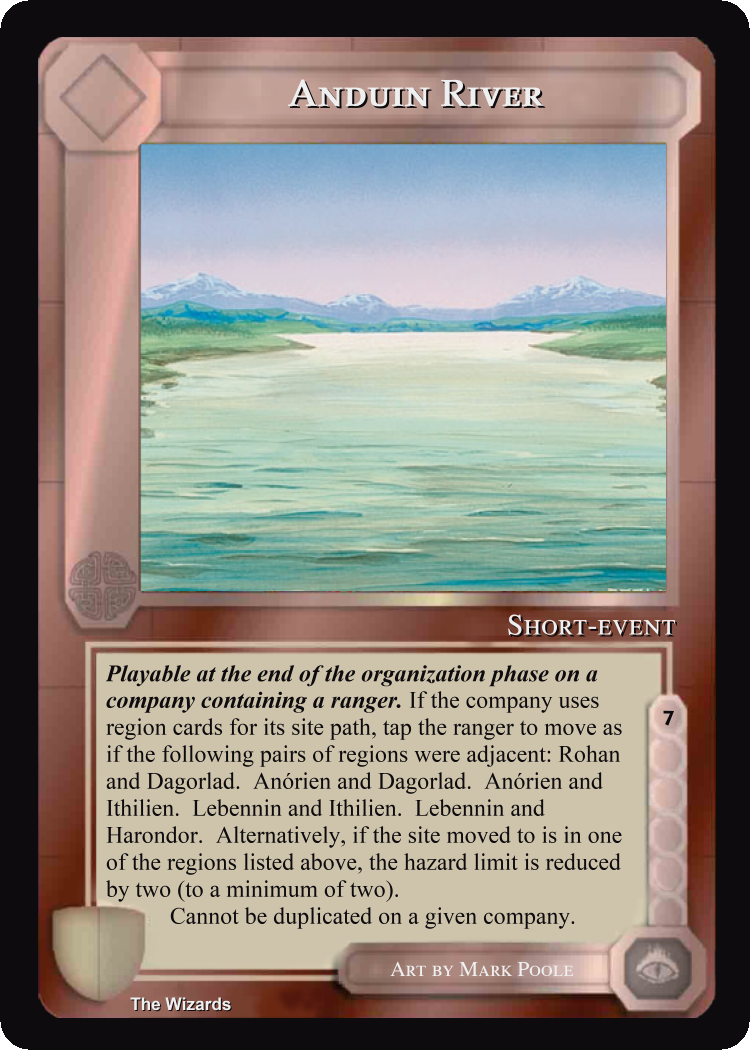 Anduin River
Short-event
Playable at the end of the organization phase on a
company containing a ranger. If the company uses
region cards for its site path, tap the ranger to move as
if the following pairs of regions were adjacent: Rohan
and Dagorlad.  Anórien and Dagorlad.  Anórien and
Ithilien.  Lebennin and Ithilien.  Lebennin and
Harondor.  Alternatively, if the site moved to is in one
of the regions listed above, the hazard limit is reduced
by two (to a minimum of two).
Cannot be duplicated on a given company.
7
Art by Mark Poole
The Wizards